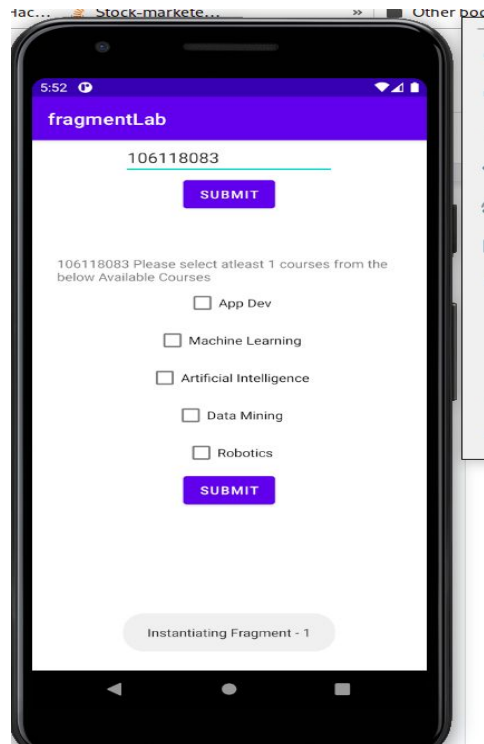 Stock-markete...
»
Other
5:52
fragmentLab
106118083
SUBMIT
106118083 Please select atleast 1 courses from the
below Available Courses
App Dev
Machine Learning
Artificial Intelligence
Data Mining
Robotics
SUBMIT
Instantiating Fragment - 1